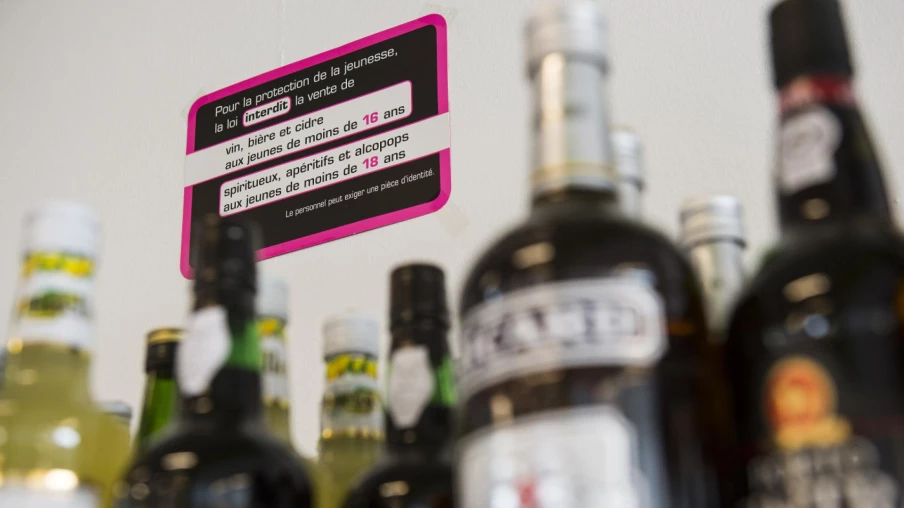 Pour la protection de la jeunesse,
la loi interdit la vente de
vin, bière et cidre
aux jeunes de moins de 16 ans
spiritueux, apéritifs et alcopops
aux jeunes de moins de 18 ans
Le personnel peut exiger une pièce d'identité.